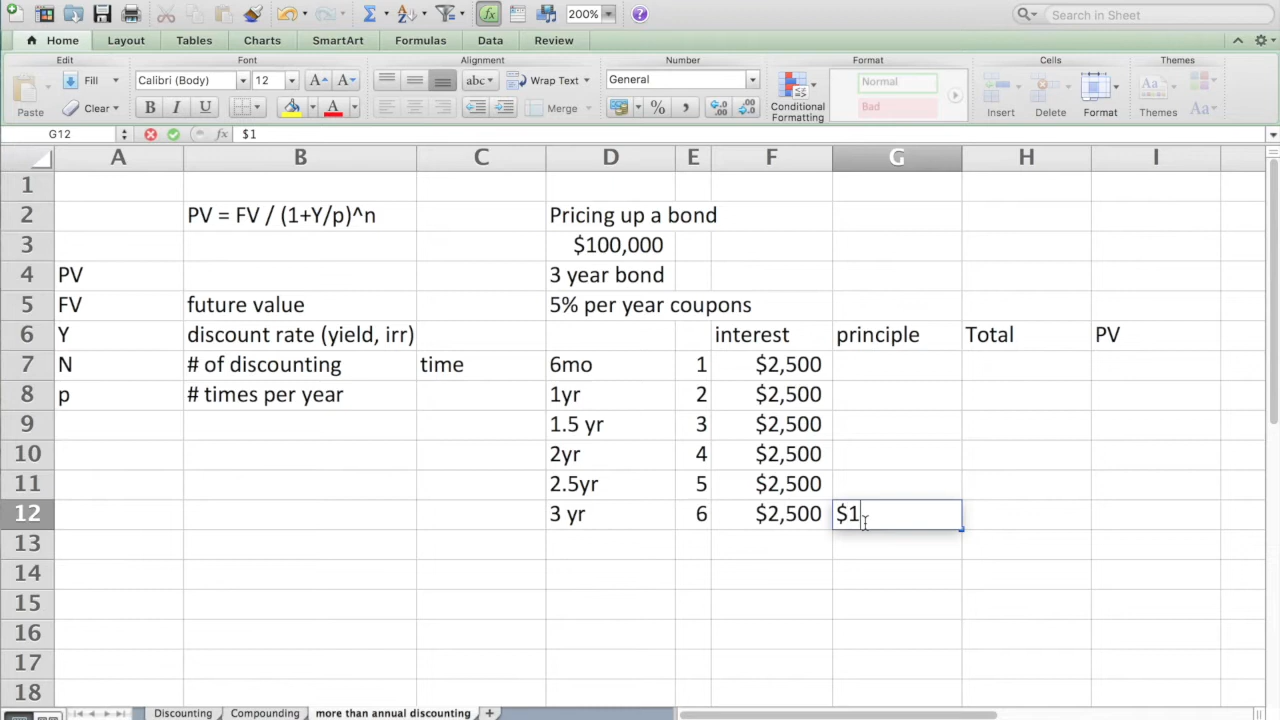 200%
Search in Sheet
Home Layout Tables Charts SmartArt Formulas Data Review
Edit Font Alignment Number Format Cells Themes
Fill Calibri (Body) 12 abc Wrap Text General Normal
Paste Clear B I U Merge % , Conditional Formatting Bad Insert Delete Format Themes Aa
G12 fx $1
A B C D E F G H I
1
2 PV = FV / (1+Y/p)^n Pricing up a bond
3 $100,000
4 PV 3 year bond
5 FV future value 5% per year coupons
6 Y discount rate (yield, irr) interest principle Total PV
7 N # of discounting time 6mo 1 $2,500
8 p # times per year 1yr 2 $2,500
9 1.5 yr 3 $2,500
10 2yr 4 $2,500
11 2.5yr 5 $2,500
12 3 yr 6 $2,500 $1
13
14
15
16
17
18
Discounting Compounding more than annual discounting